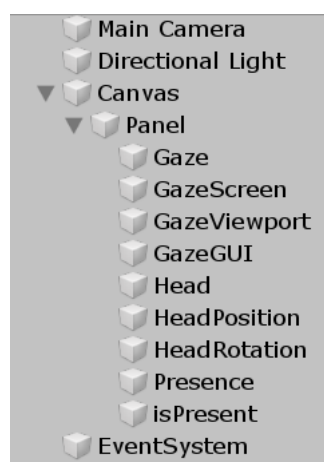 Main Camera
Directional Light
Canvas
Panel
Gaze
GazeScreen
GazeViewport
GazeGUI
Head
HeadPosition
HeadRotation
Presence
isPresent
EventSystem